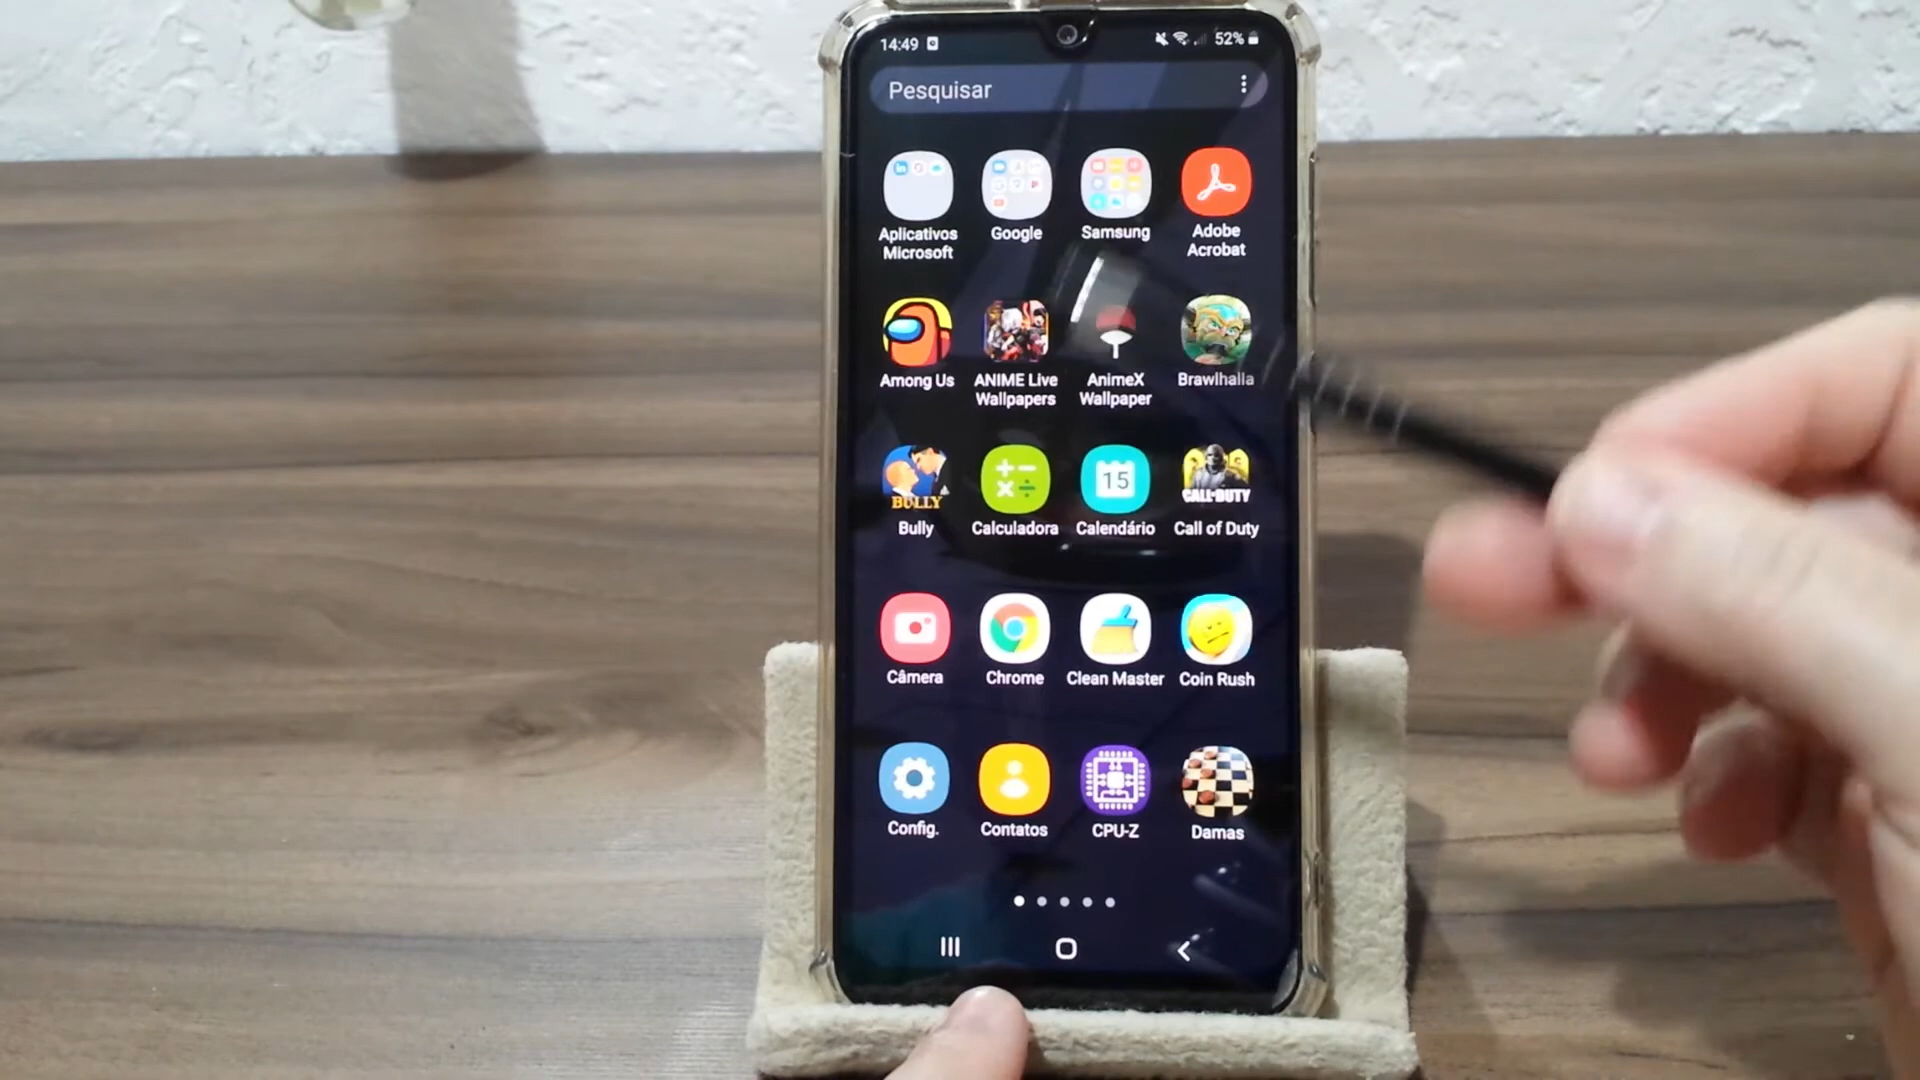 14:49
52%
Pesquisar
Aplicativos
Microsoft
Google
Samsung
Adobe
Acrobat
Among Us
ANIME Live
Wallpapers
AnimeX
Wallpaper
Brawlhalla
BULLY
Bully
Calculadora
15
Calendário
CALL OF DUTY
Call of Duty
Câmera
Chrome
Clean Master
Coin Rush
Config.
Contatos
CPU-Z
Damas